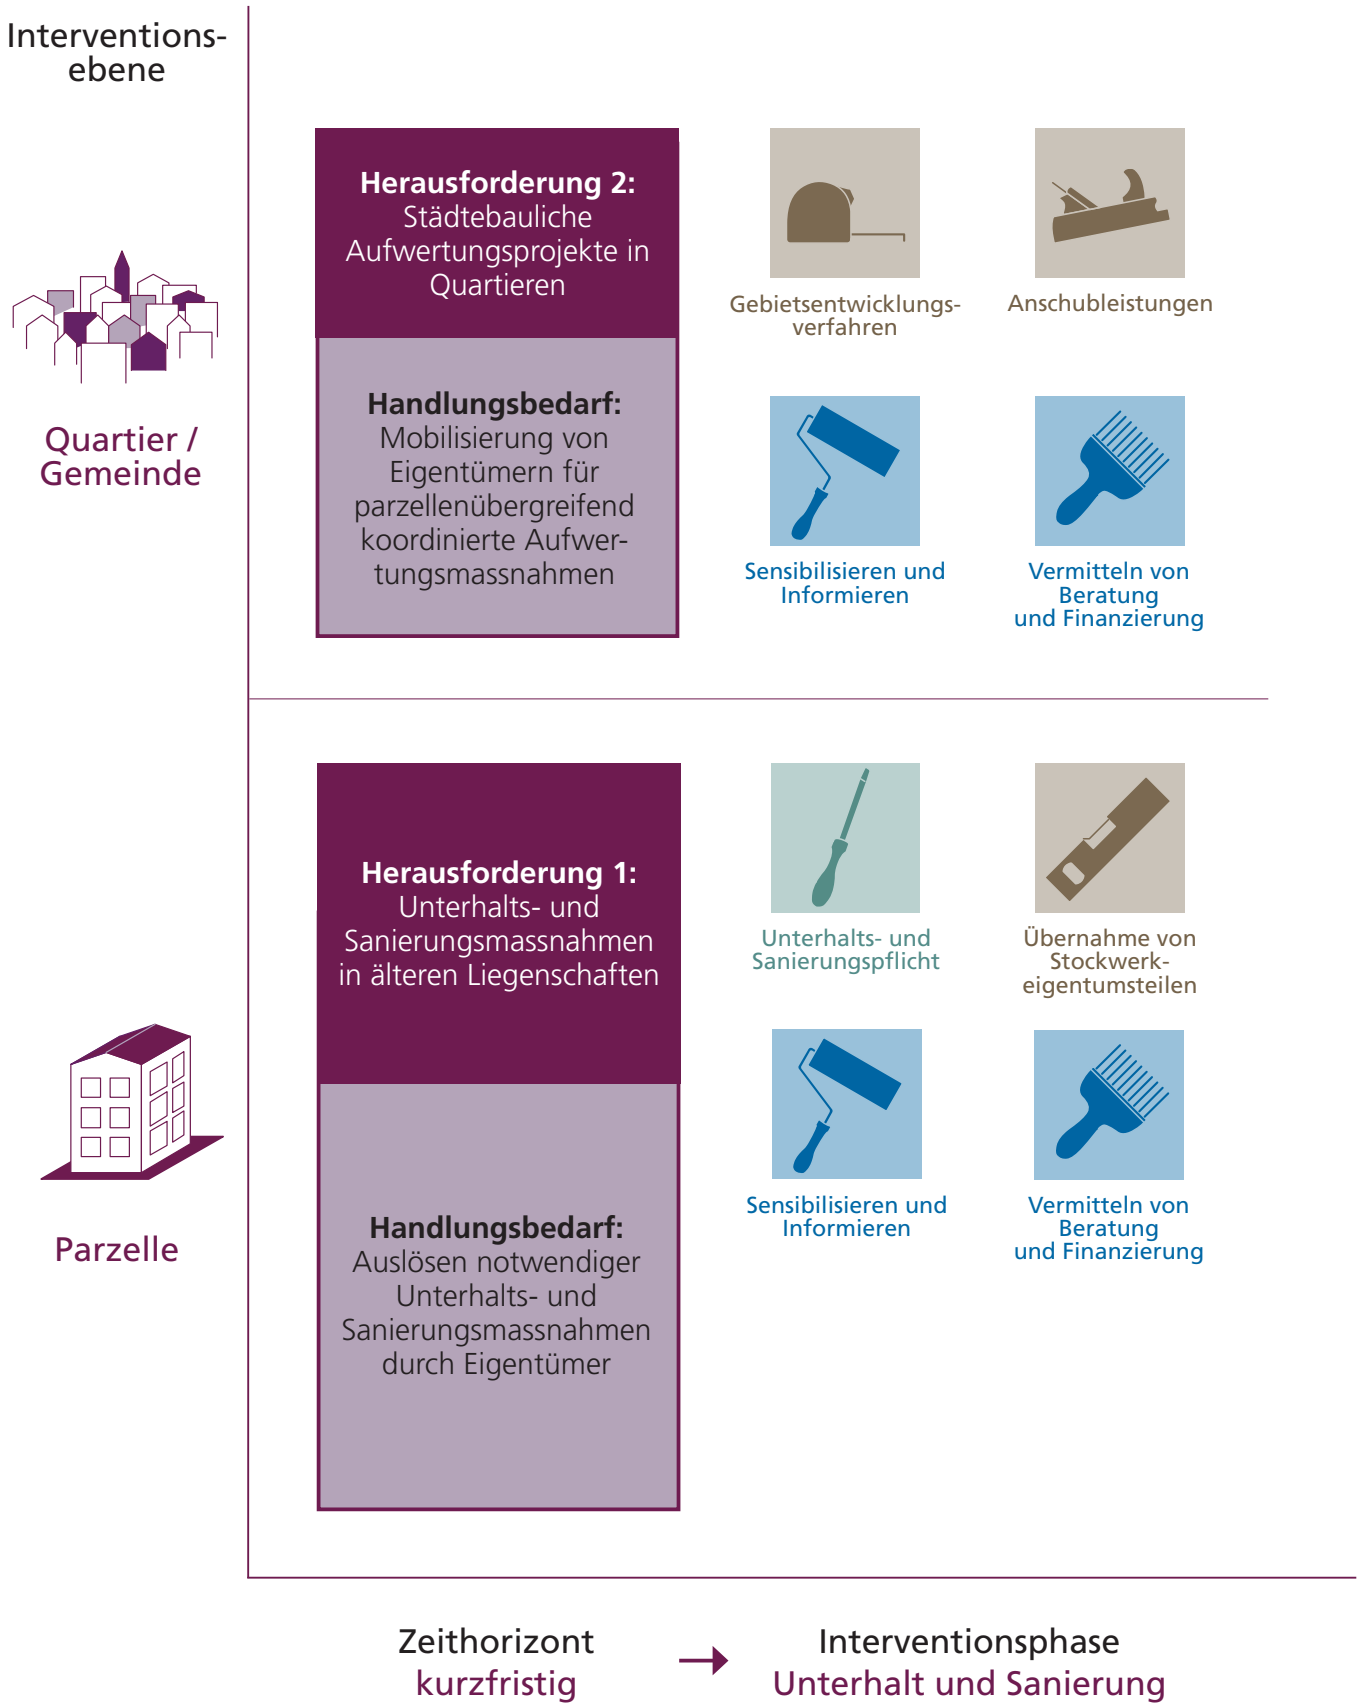 Interventions-
ebene
Herausforderung 2:
Städtebauliche
Aufwertungsprojekte in
Quartieren
Handlungsbedarf:
Mobilisierung von
Eigentümern für
parzellenübergreifend
koordinierte Aufwer-
tungsmassnahmen
Gebietsentwicklungs-
verfahren
Anschubleistungen
Sensibilisieren und
Informieren
Vermitteln von
Beratung
und Finanzierung
Quartier /
Gemeinde
Herausforderung 1:
Unterhalts- und
Sanierungsmassnahmen
in älteren Liegenschaften
Handlungsbedarf:
Auslösen notwendiger
Unterhalts- und
Sanierungsmassnahmen
durch Eigentümer
Unterhalts- und
Sanierungspflicht
Übernahme von
Stockwerk-
eigentumsteilen
Sensibilisieren und
Informieren
Vermitteln von
Beratung
und Finanzierung
Parzelle
Zeithorizont
kurzfristig
Interventionsphase
Unterhalt und Sanierung